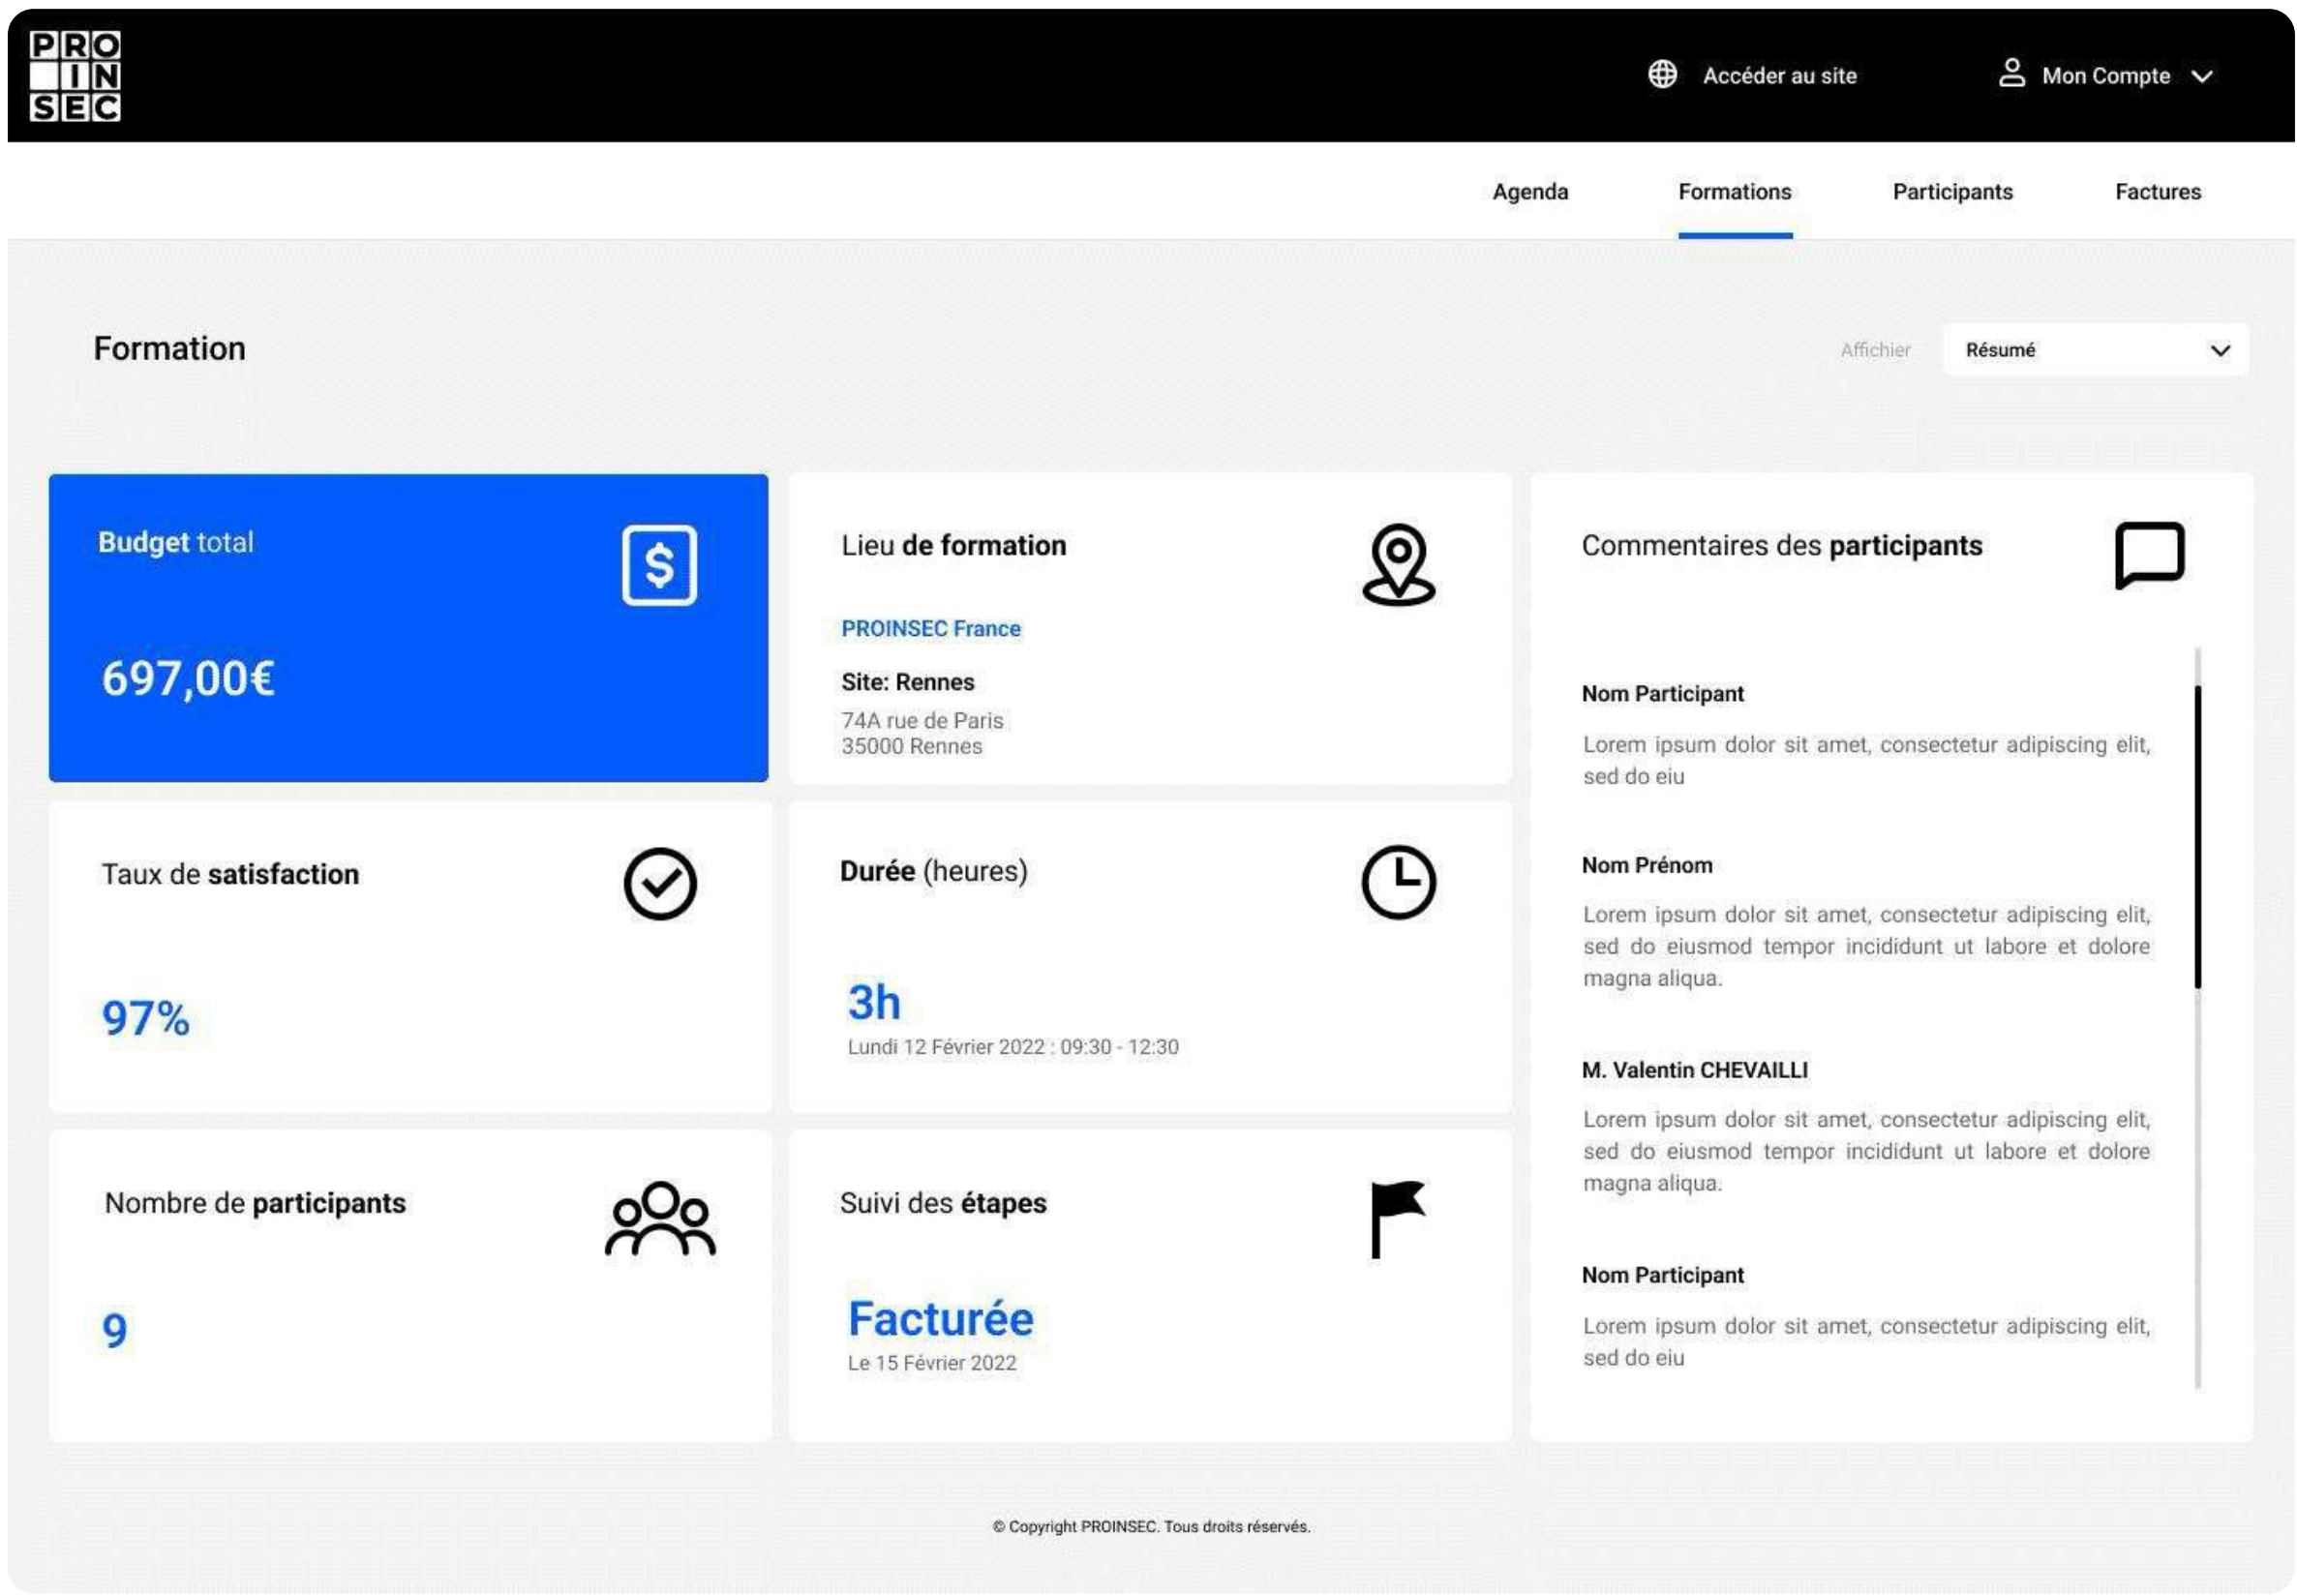 PRO
IN
SEC
Accéder au site
Mon Compte
Agenda
Formations
Participants
Factures
Formation
Affichier
Résumé
Budget total
697,00€
Lieu de formation
PROINSEC France
Site: Rennes
74A rue de Paris
35000 Rennes
Taux de satisfaction
97%
Durée (heures)
3h
Lundi 12 Février 2022 : 09:30 - 12:30
Nombre de participants
9
Suivi des étapes
Facturée
Le 15 Février 2022
Commentaires des participants
Nom Participant
Lorem ipsum dolor sit amet, consectetur adipiscing elit,
sed do eiu
Nom Prénom
Lorem ipsum dolor sit amet, consectetur adipiscing elit,
sed do eiusmod tempor incididunt ut labore et dolore
magna aliqua.
M. Valentin CHEVAILLI
Lorem ipsum dolor sit amet, consectetur adipiscing elit,
sed do eiusmod tempor incididunt ut labore et dolore
magna aliqua.
Nom Participant
Lorem ipsum dolor sit amet, consectetur adipiscing elit,
sed do eiu
© Copyright PROINSEC. Tous droits réservés.